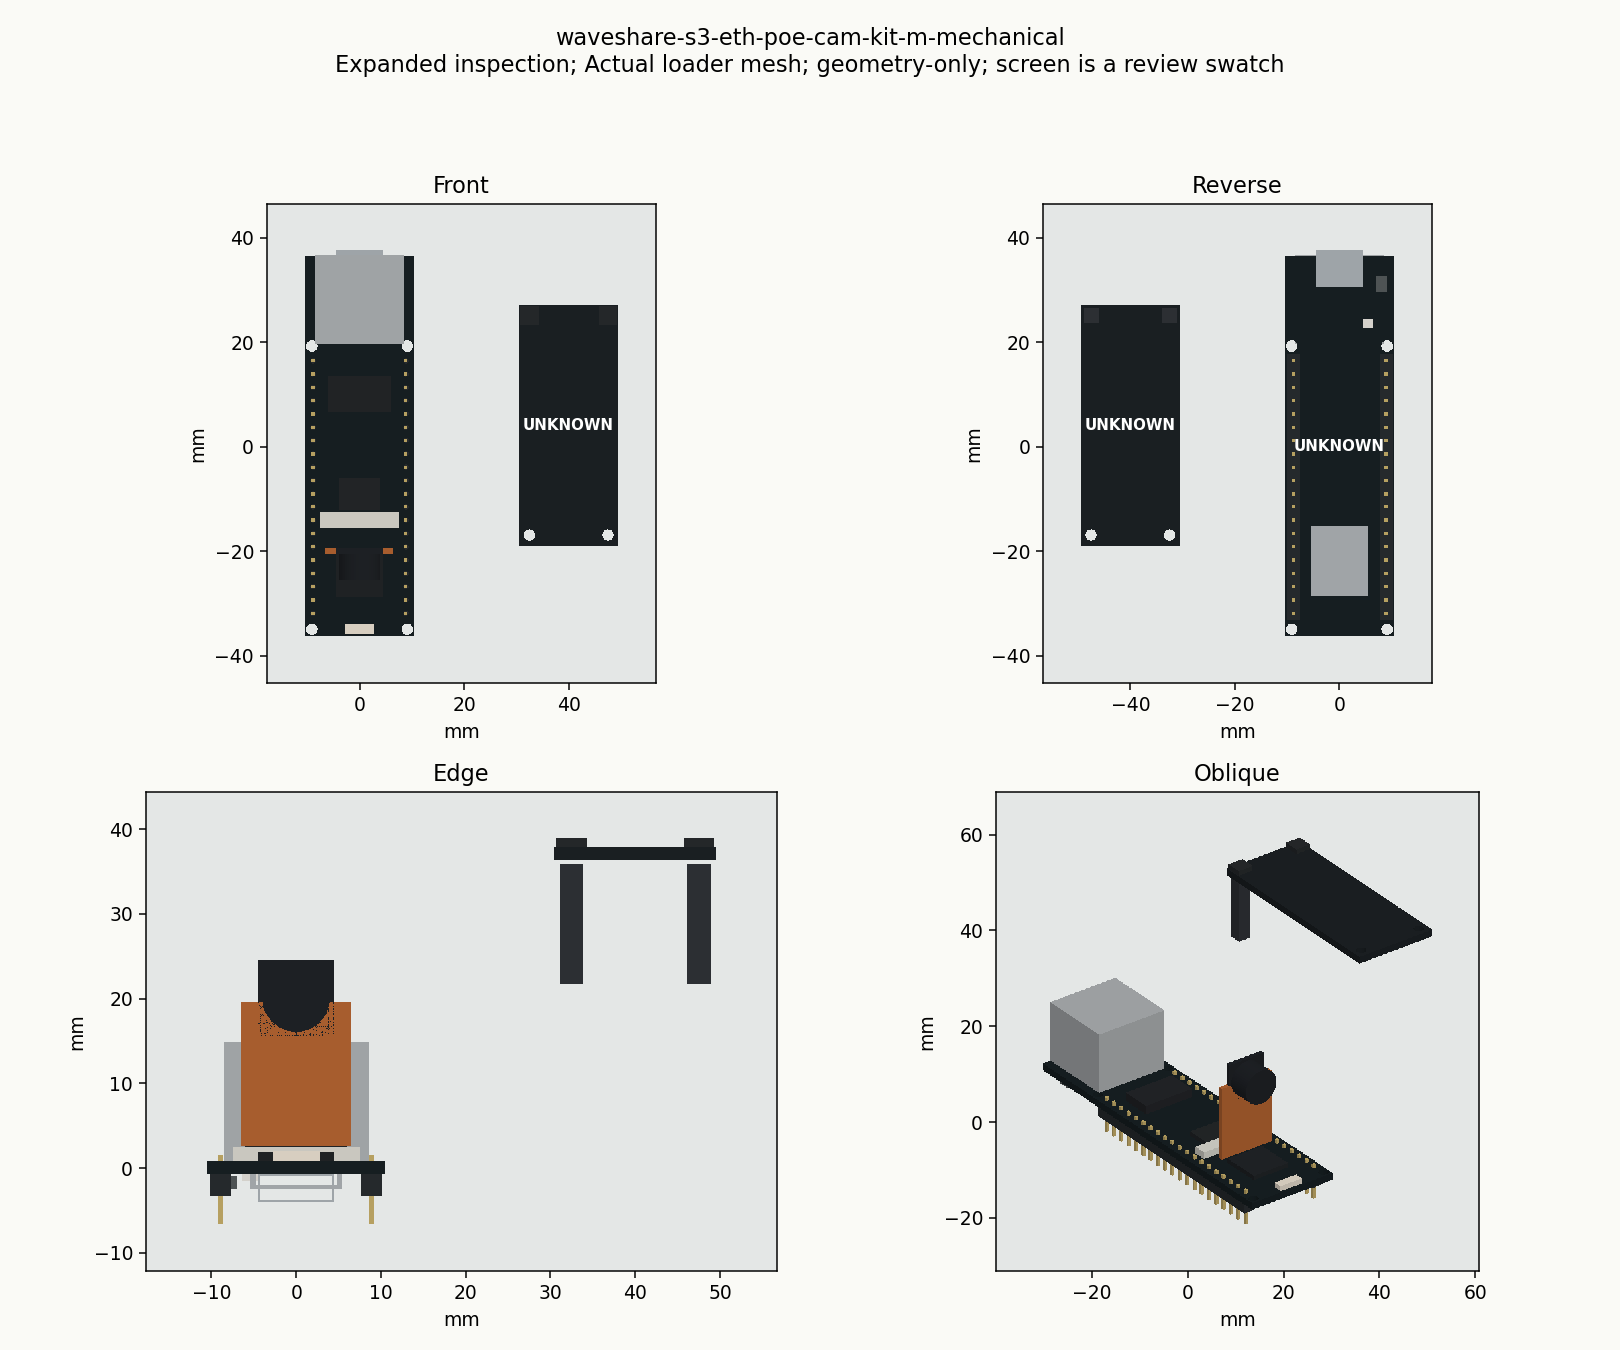 waveshare-s3-eth-poe-cam-kit-m-mechanical
Expanded inspection; Actual loader mesh; geometry-only; screen is a review swatch
Front
40
20
0
−20
−40
mm
UNKNOWN
0
20
40
mm
Reverse
40
20
0
−20
−40
mm
UNKNOWN
UNKNOWN
−40
−20
0
mm
Edge
40
30
20
10
0
−10
mm
−10
0
10
20
30
40
50
mm
Oblique
60
40
20
0
−20
mm
−20
0
20
40
60
mm